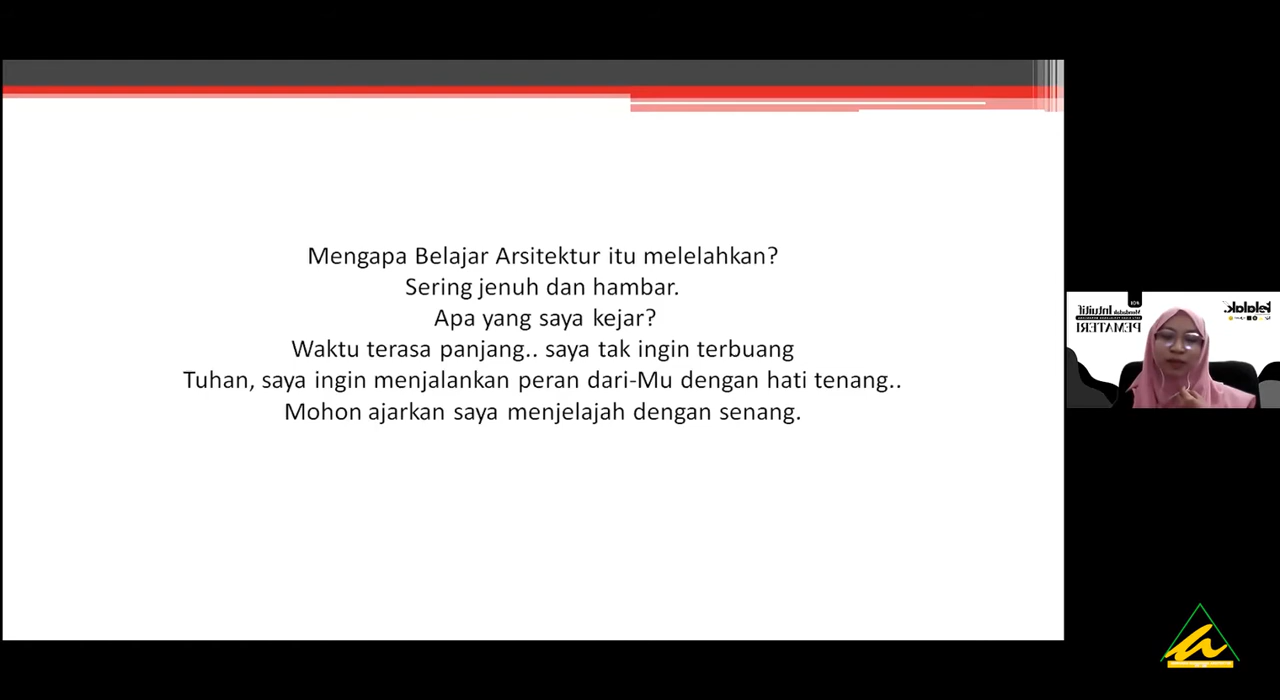 Mengapa Belajar Arsitektur itu melelahkan?
Sering jenuh dan hambar.
Apa yang saya kejar?
Waktu terasa panjang.. saya tak ingin terbuang
Tuhan, saya ingin menjalankan peran dari-Mu dengan hati tenang..
Mohon ajarkan saya menjelajah dengan senang.
Intuitif
PEMATERI